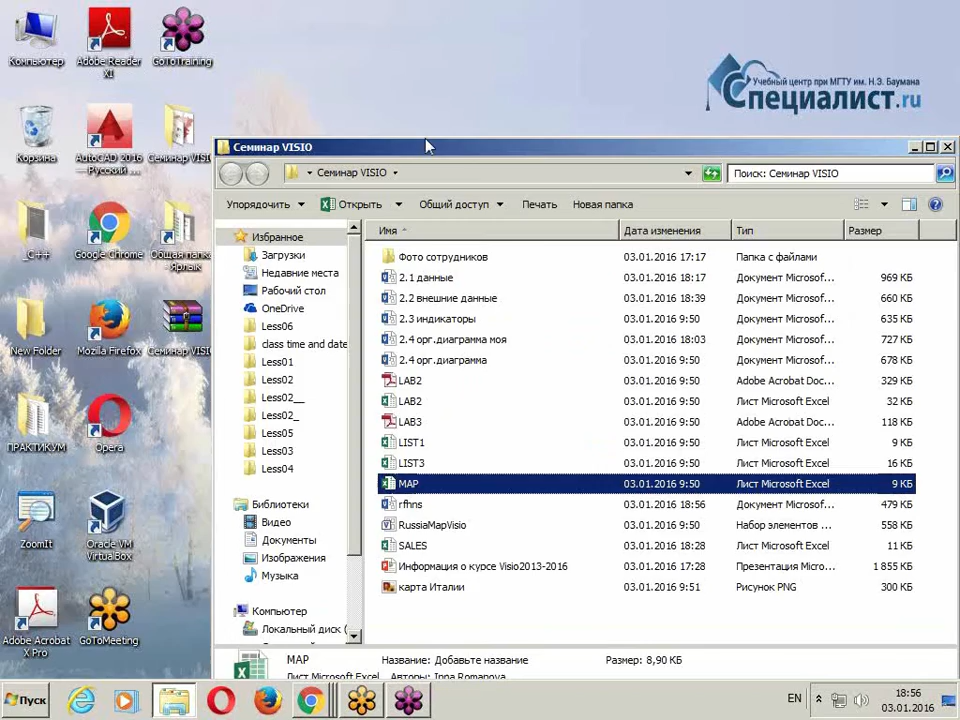 Компьютер
Adobe Reader XI
GoToTraining
Учебный центр при МГТУ им. Н.Э. Баумана
Специалист.ru
Корзина
AutoCAD 2016 – Русский ...
Семинар VISI
_C++
Google Chrome
Общая папка - Ярлык
New Folder
Mozilla Firefox
Семинар VISI
ПРАКТИКУМ
Opera
ZoomIt
Oracle VM VirtualBox
Adobe Acrobat X Pro
GoToMeeting
Семинар VISIO
Семинар VISIO
Поиск: Семинар VISIO
Упорядочить
Открыть
Общий доступ
Печать
Новая папка
Избранное
Загрузки
Недавние места
Рабочий стол
OneDrive
Less06
class time and date
Less01
Less02
Less02__
Less02_
Less05
Less03
Less04
Библиотеки
Видео
Документы
Изображения
Музыка
Компьютер
Локальный диск (
Имя Дата изменения Тип Размер
Фото сотрудников 03.01.2016 17:17 Папка с файлами
2.1 данные 03.01.2016 18:17 Документ Microsof... 969 КБ
2.2 внешние данные 03.01.2016 18:39 Документ Microsof... 660 КБ
2.3 индикаторы 03.01.2016 9:50 Документ Microsof... 635 КБ
2.4 орг.диаграмма моя 03.01.2016 18:03 Документ Microsof... 727 КБ
2.4 орг.диаграмма 03.01.2016 9:50 Документ Microsof... 678 КБ
LAB2 03.01.2016 9:50 Adobe Acrobat Doc... 329 КБ
LAB2 03.01.2016 9:50 Лист Microsoft Excel 32 КБ
LAB3 03.01.2016 9:50 Adobe Acrobat Doc... 118 КБ
LIST1 03.01.2016 9:50 Лист Microsoft Excel 9 КБ
LIST3 03.01.2016 9:50 Лист Microsoft Excel 16 КБ
MAP 03.01.2016 9:50 Лист Microsoft Excel 9 КБ
rfhns 03.01.2016 18:56 Документ Microsof... 479 КБ
RussiaMapVisio 03.01.2016 9:50 Набор элементов ... 558 КБ
SALES 03.01.2016 18:28 Лист Microsoft Excel 11 КБ
Информация о курсе Visio2013-2016 03.01.2016 17:28 Презентация Micro... 1 855 КБ
карта Италии 03.01.2016 9:51 Рисунок PNG 300 КБ
MAP Название: Добавьте название Размер: 8,90 КБ
Лист Microsoft Excel Авторы: Inna Romanova
Пуск
EN
18:56
03.01.2016